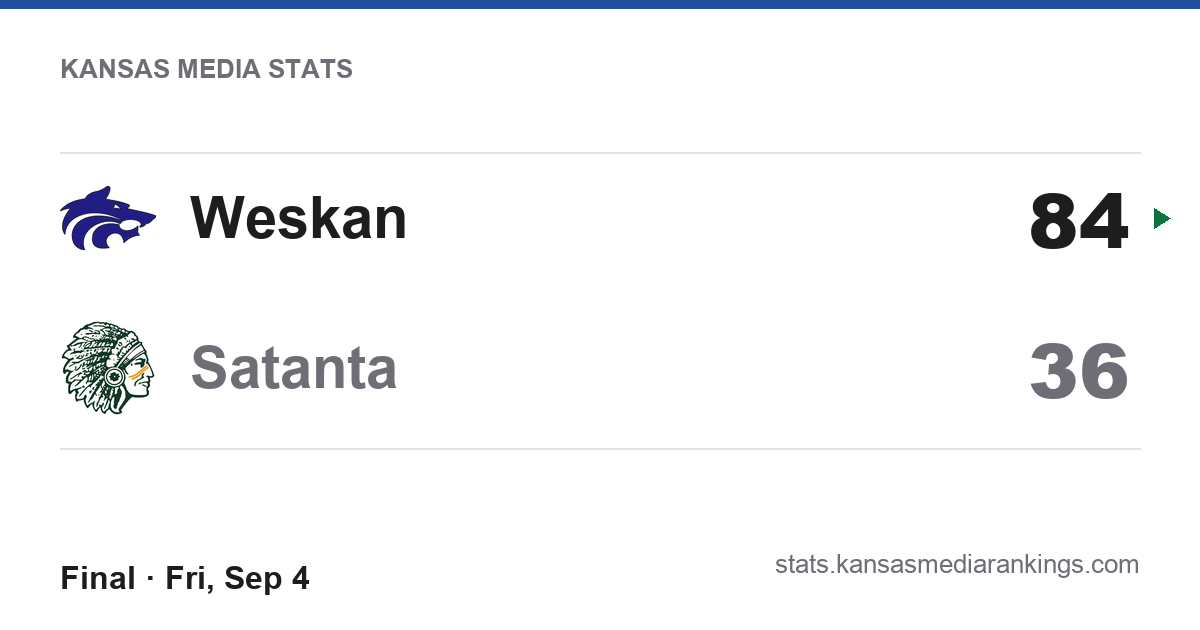 KANSAS MEDIA STATS
Weskan 84
Satanta 36
Final · Fri, Sep 4
stats.kansasmediarankings.com